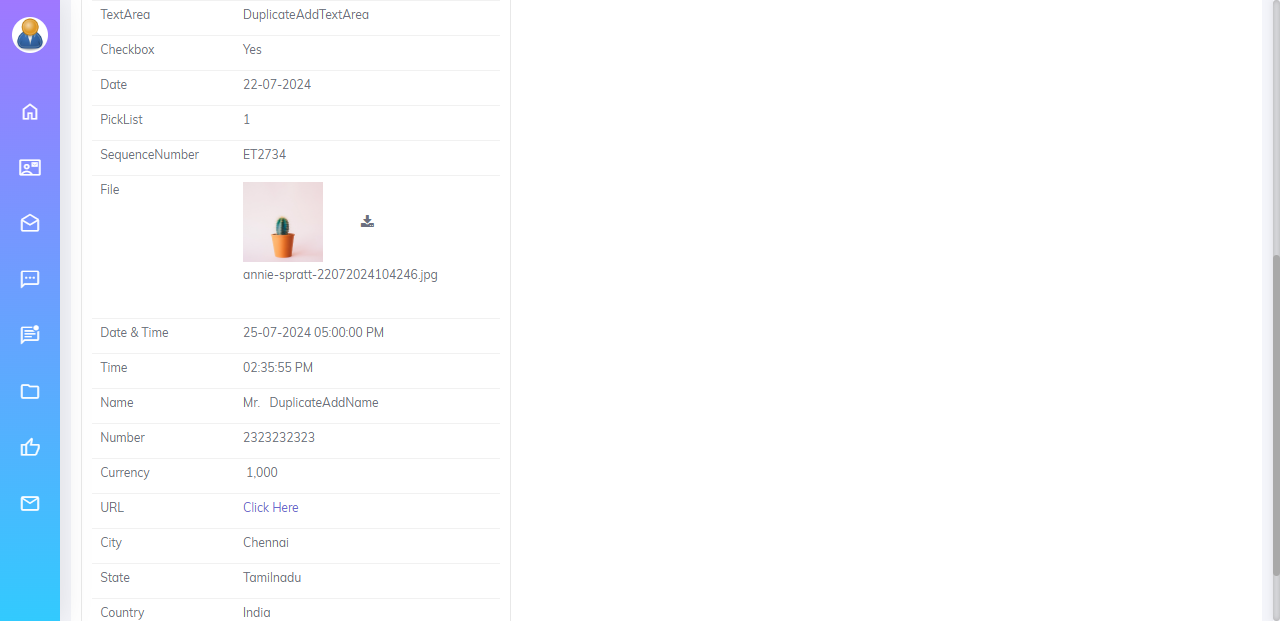 TextArea DuplicateAddTextArea
Checkbox Yes
Date 22-07-2024
PickList 1
SequenceNumber ET2734
File
annie-spratt-22072024104246.jpg
Date & Time 25-07-2024 05:00:00 PM
Time 02:35:55 PM
Name Mr. DuplicateAddName
Number 2323232323
Currency 1,000
URL Click Here
City Chennai
State Tamilnadu
Country India